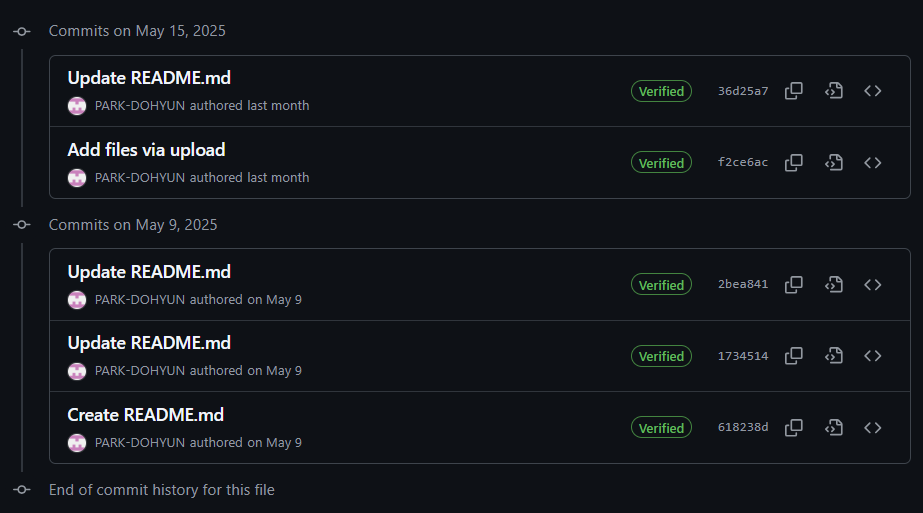 Commits on May 15, 2025
Update README.md
Verified
36d25a7
PARK-DOHYUN authored last month
Add files via upload
Verified
f2ce6ac
PARK-DOHYUN authored last month
Commits on May 9, 2025
Update README.md
Verified
2bea841
PARK-DOHYUN authored on May 9
Update README.md
Verified
1734514
PARK-DOHYUN authored on May 9
Create README.md
Verified
618238d
PARK-DOHYUN authored on May 9
End of commit history for this file